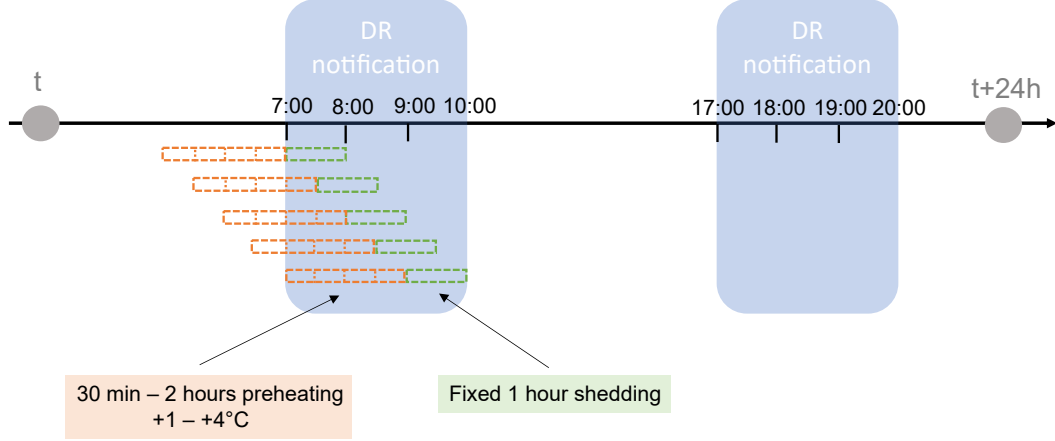 DR
notification
DR
notification
t
t+24h
7:00 8:00 9:00 10:00
17:00 18:00 19:00 20:00
30 min – 2 hours preheating
+1 – +4°C
Fixed 1 hour shedding